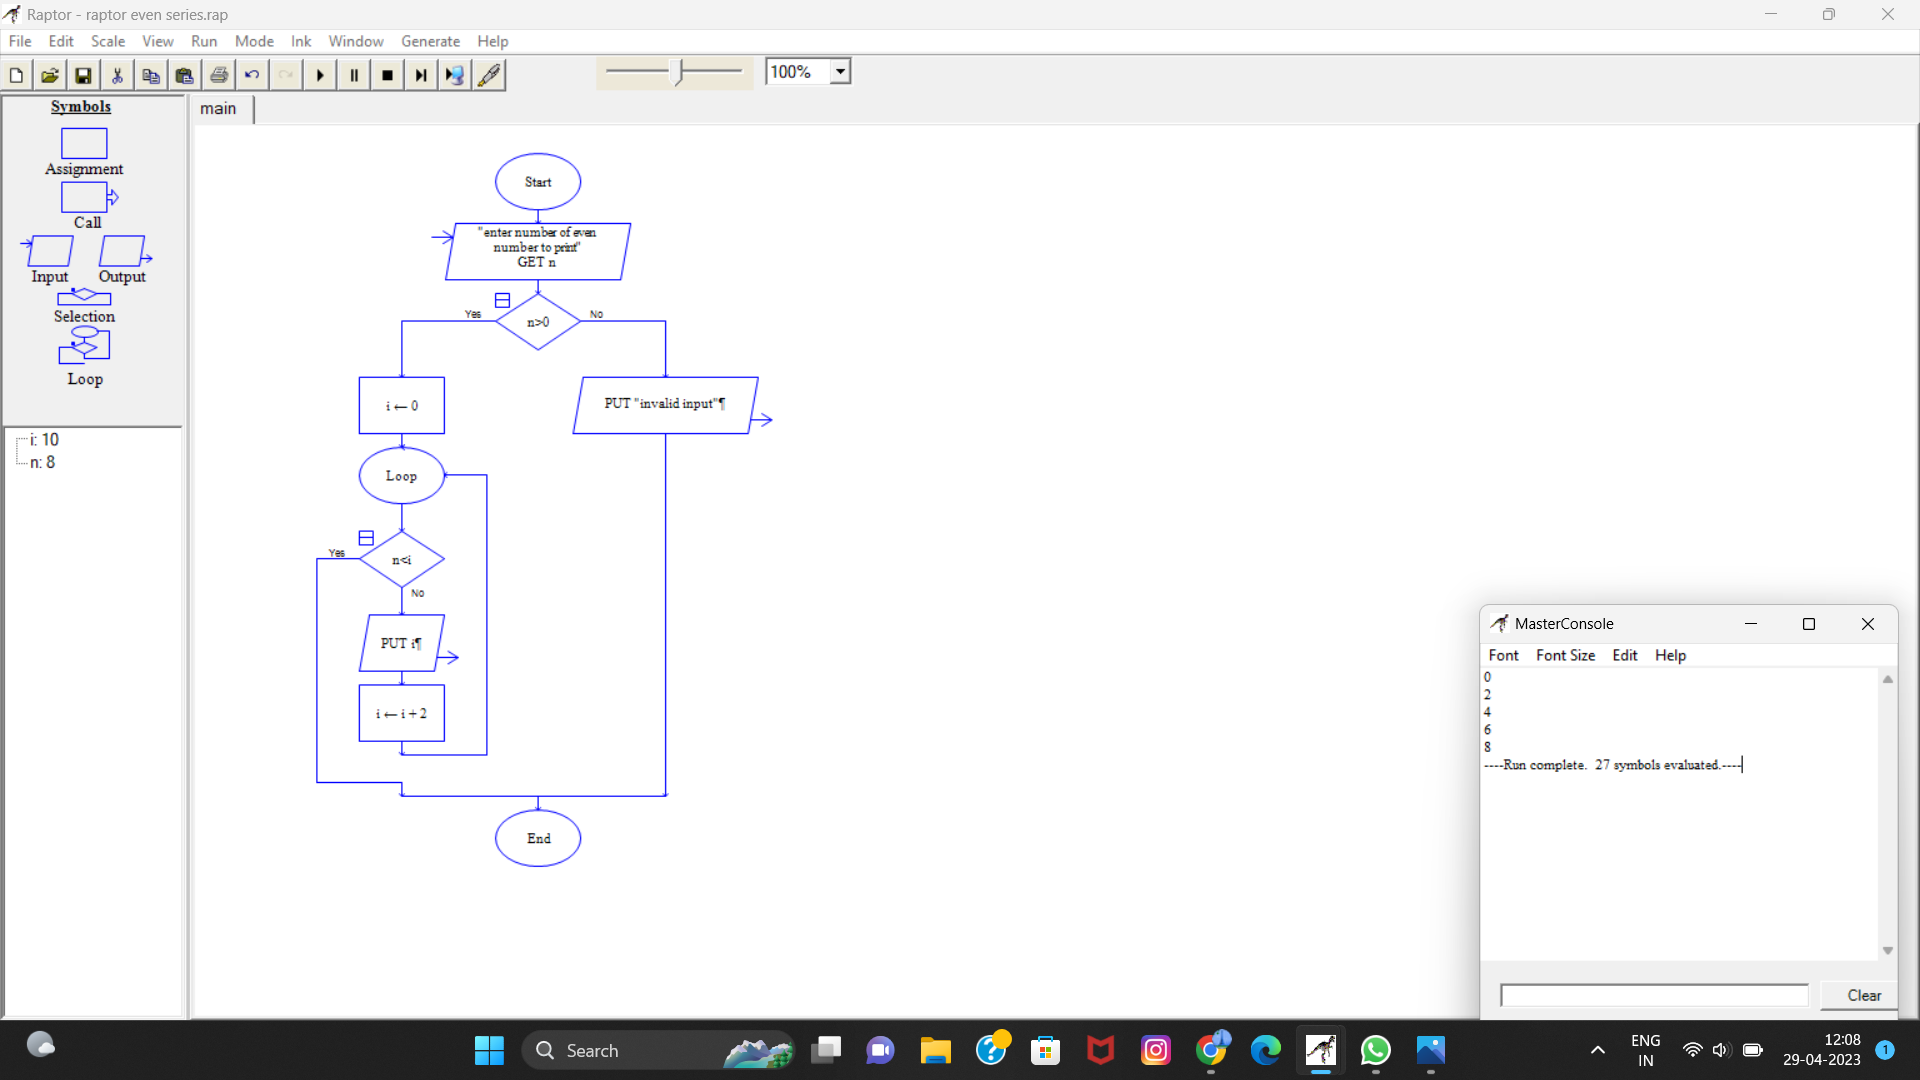 Raptor - raptor even series.rap
File Edit Scale View Run Mode Ink Window Generate Help
100%
Symbols
Assignment
Call
Input Output
Selection
Loop
i: 10
n: 8
main
Start
"enter number of even
number to print"
GET n
Yes
n>0
No
i ← 0
PUT "invalid input"¶
Loop
Yes
n<i
No
PUT i¶
i ← i + 2
End
MasterConsole
Font Font Size Edit Help
0
2
4
6
8
----Run complete. 27 symbols evaluated.----
Clear
Search
ENG
IN
12:08
29-04-2023
1